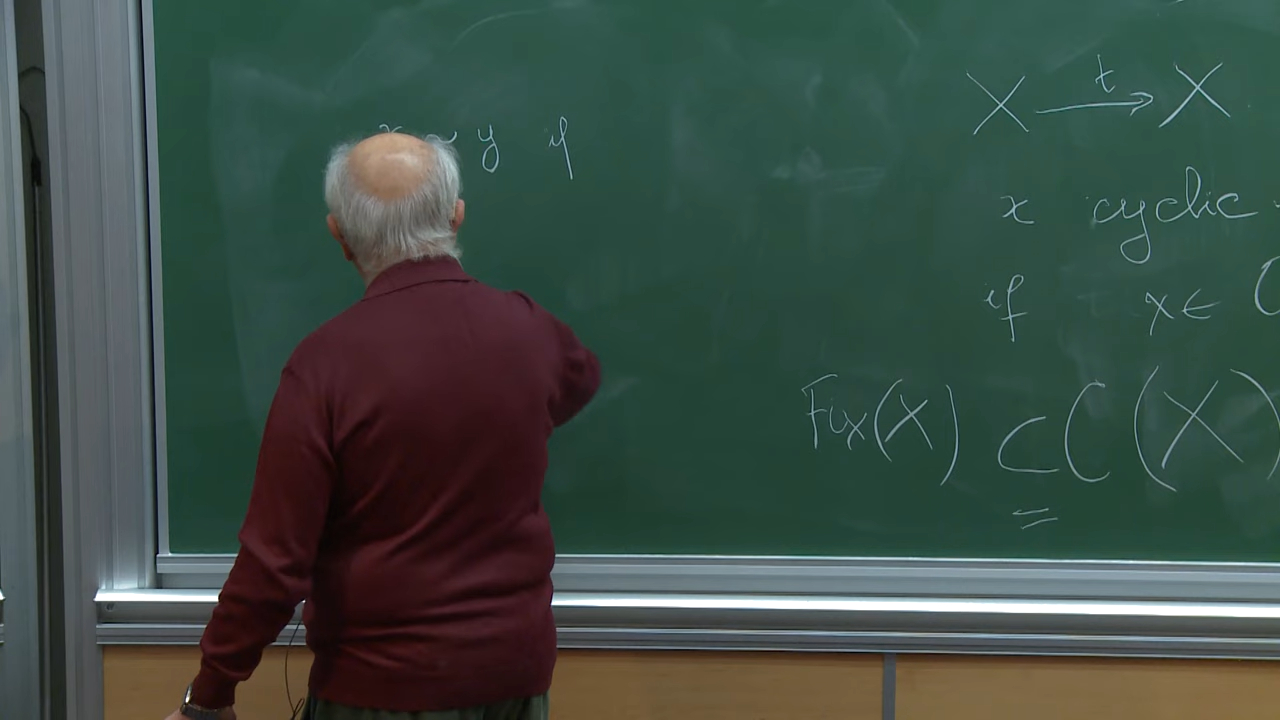 x ~ y if
X → X
t
x cyclic
if x ∈
Fix(X) ⊂ C(X)
=